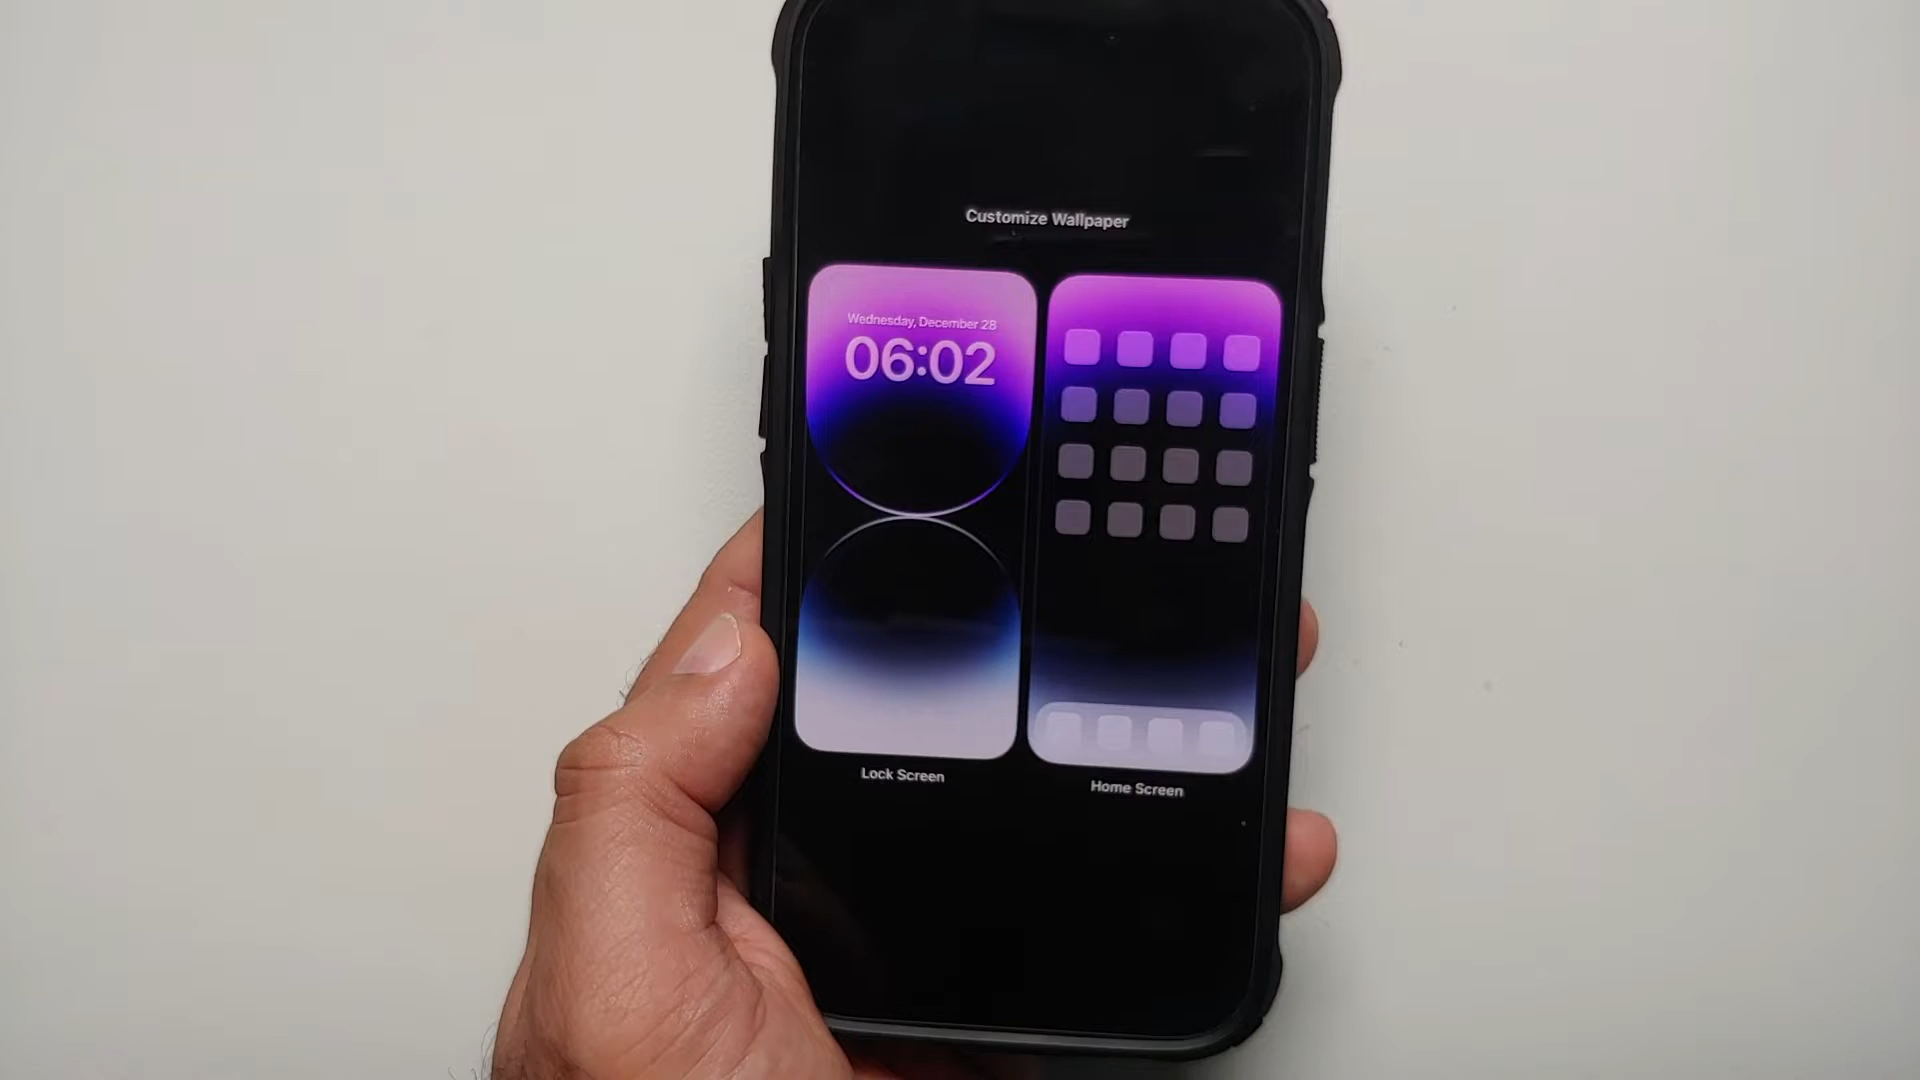 Customize Wallpaper
Wednesday, December 28
06:02
Lock Screen
Home Screen